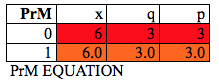 PrM x q p
0 6 3 3
1 6.0 3.0 3.0
PrM EQUATION